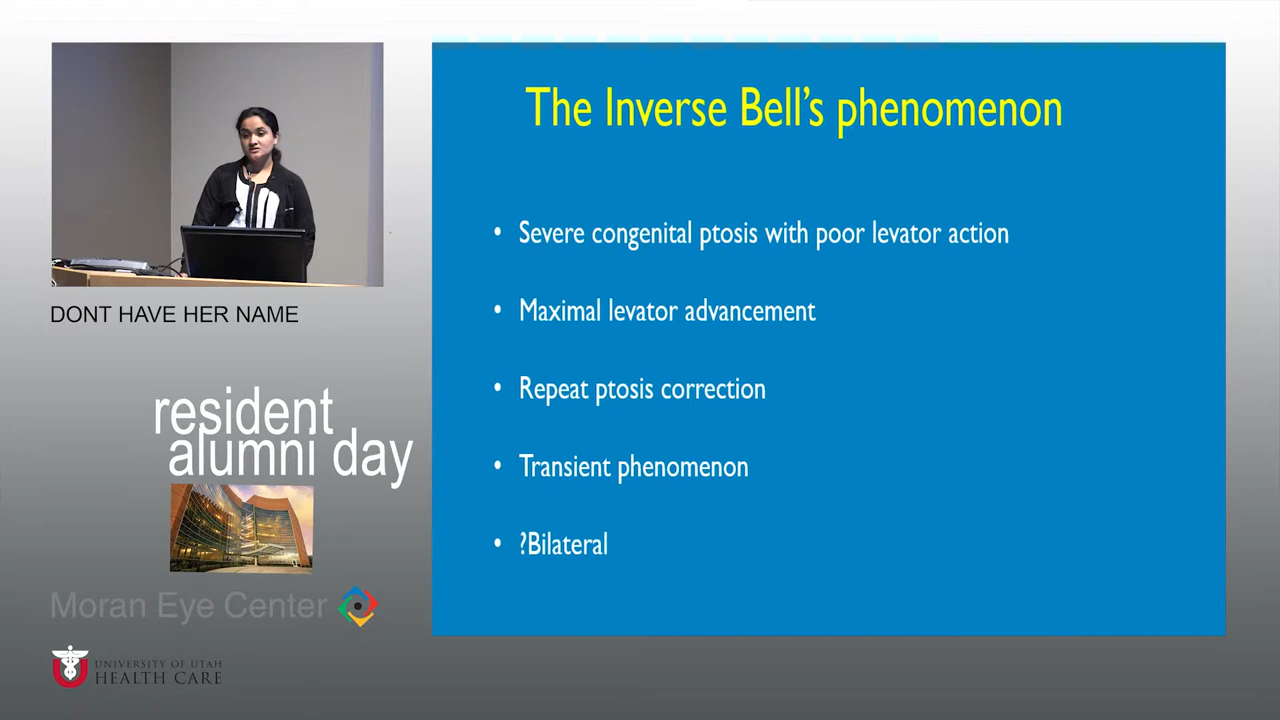 The Inverse Bell's phenomenon
• Severe congenital ptosis with poor levator action
• Maximal levator advancement
• Repeat ptosis correction
• Transient phenomenon
• ?Bilateral
DONT HAVE HER NAME
resident
alumni day
Moran Eye Center
UNIVERSITY OF UTAH
HEALTH CARE